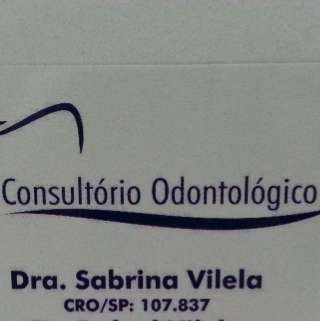 Consultório Odontológico
Dra. Sabrina Vilela
CRO/SP: 107.837